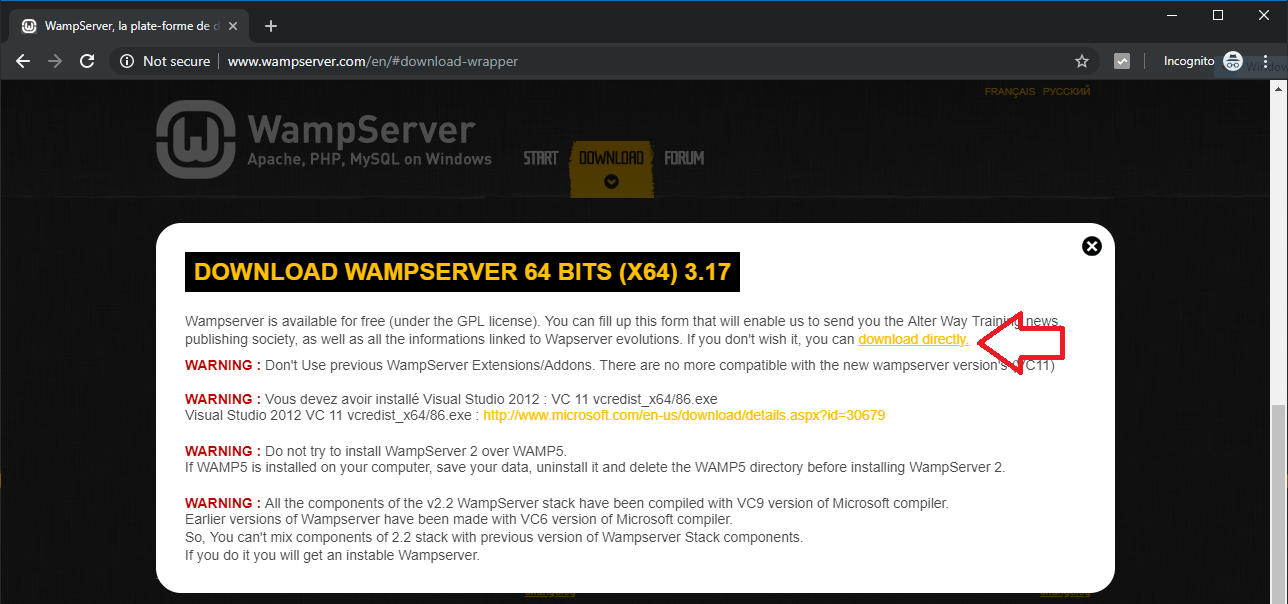 WampServer, la plate-forme de d
Not secure
www.wampserver.com/en/#download-wrapper
Incognito
FRANÇAIS РУССКИЙ
WampServer
Apache, PHP, MySQL on Windows
START DOWNLOAD FORUM
DOWNLOAD WAMPSERVER 64 BITS (X64) 3.17
Wampserver is available for free (under the GPL license). You can fill up this form that will enable us to send you the Alter Way Training news,
publishing society, as well as all the informations linked to Wapserver evolutions. If you don't wish it, you can download directly.
WARNING : Don't Use previous WampServer Extensions/Addons. There are no more compatible with the new wampserver version's (VC11)
WARNING : Vous devez avoir installé Visual Studio 2012 : VC 11 vcredist_x64/86.exe
Visual Studio 2012 VC 11 vcredist_x64/86.exe : http://www.microsoft.com/en-us/download/details.aspx?id=30679
WARNING : Do not try to install WampServer 2 over WAMP5.
If WAMP5 is installed on your computer, save your data, uninstall it and delete the WAMP5 directory before installing WampServer 2.
WARNING : All the components of the v2.2 WampServer stack have been compiled with VC9 version of Microsoft compiler.
Earlier versions of Wampserver have been made with VC6 version of Microsoft compiler.
So, You can't mix components of 2.2 stack with previous version of Wampserver Stack components.
If you do it you will get an instable Wampserver.